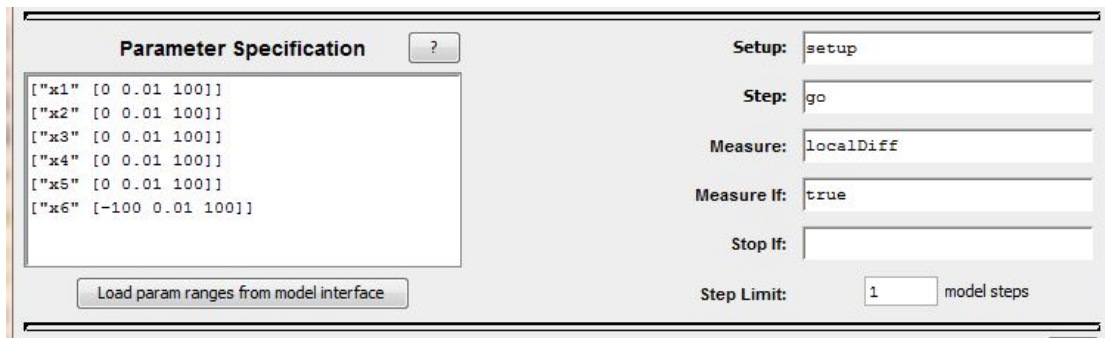 Parameter Specification ?
["x1" [0 0.01 100]]
["x2" [0 0.01 100]]
["x3" [0 0.01 100]]
["x4" [0 0.01 100]]
["x5" [0 0.01 100]]
["x6" [-100 0.01 100]]
Load param ranges from model interface
Setup: setup
Step: go
Measure: localDiff
Measure If: true
Stop If:
Step Limit: 1 model steps